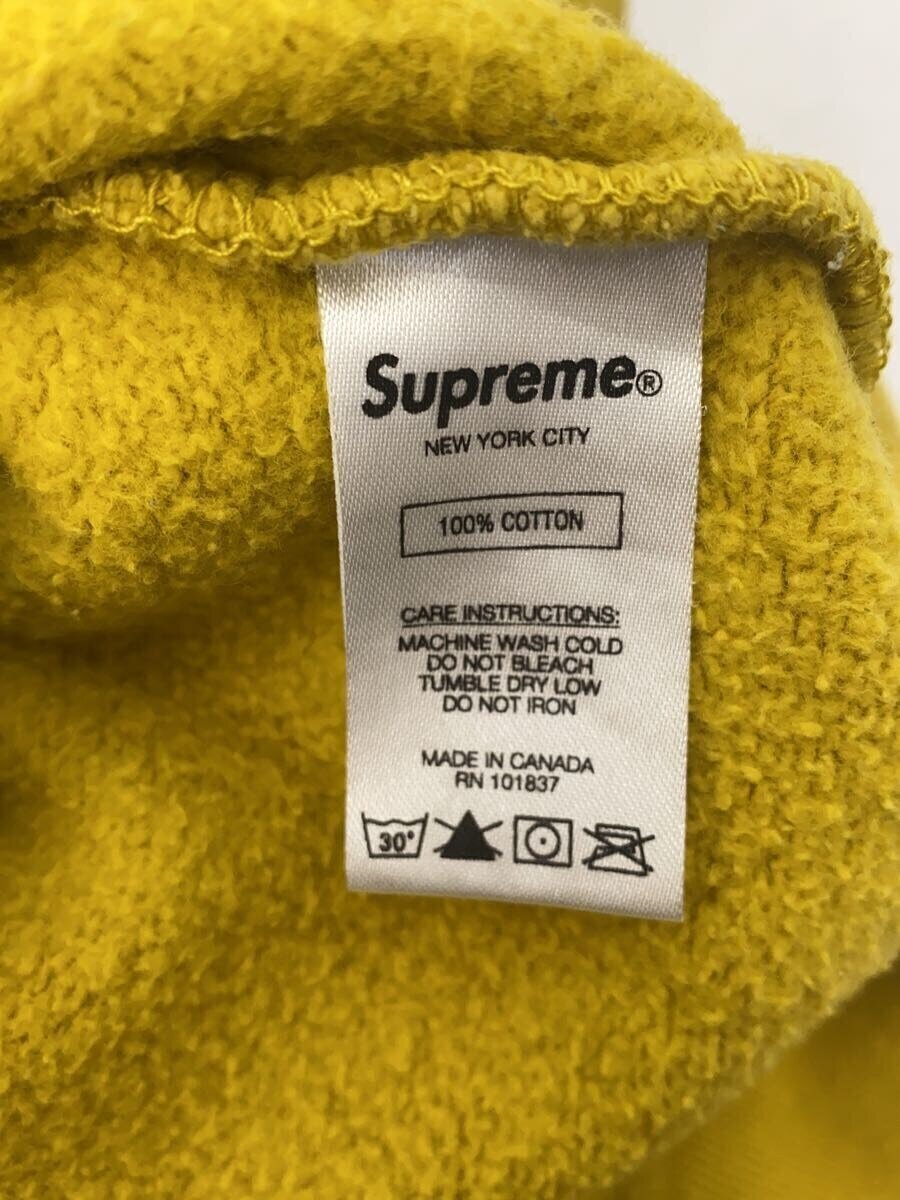 Supreme®
NEW YORK CITY
100% COTTON
CARE INSTRUCTIONS:
MACHINE WASH COLD
DO NOT BLEACH
TUMBLE DRY LOW
DO NOT IRON
MADE IN CANADA
RN 101837
30°